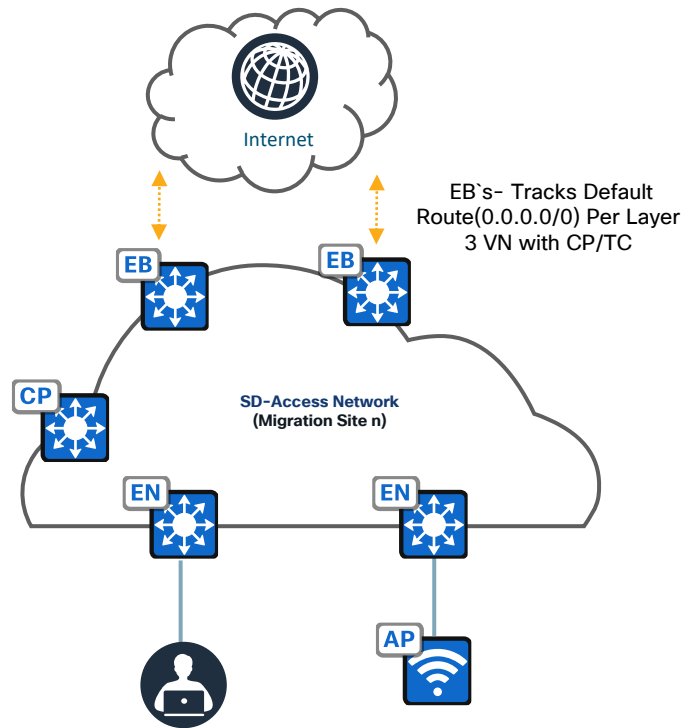 Internet
EB`s- Tracks Default
Route(0.0.0.0/0) Per Layer
3 VN with CP/TC
EB
EB
CP
SD-Access Network
(Migration Site n)
EN
EN
AP